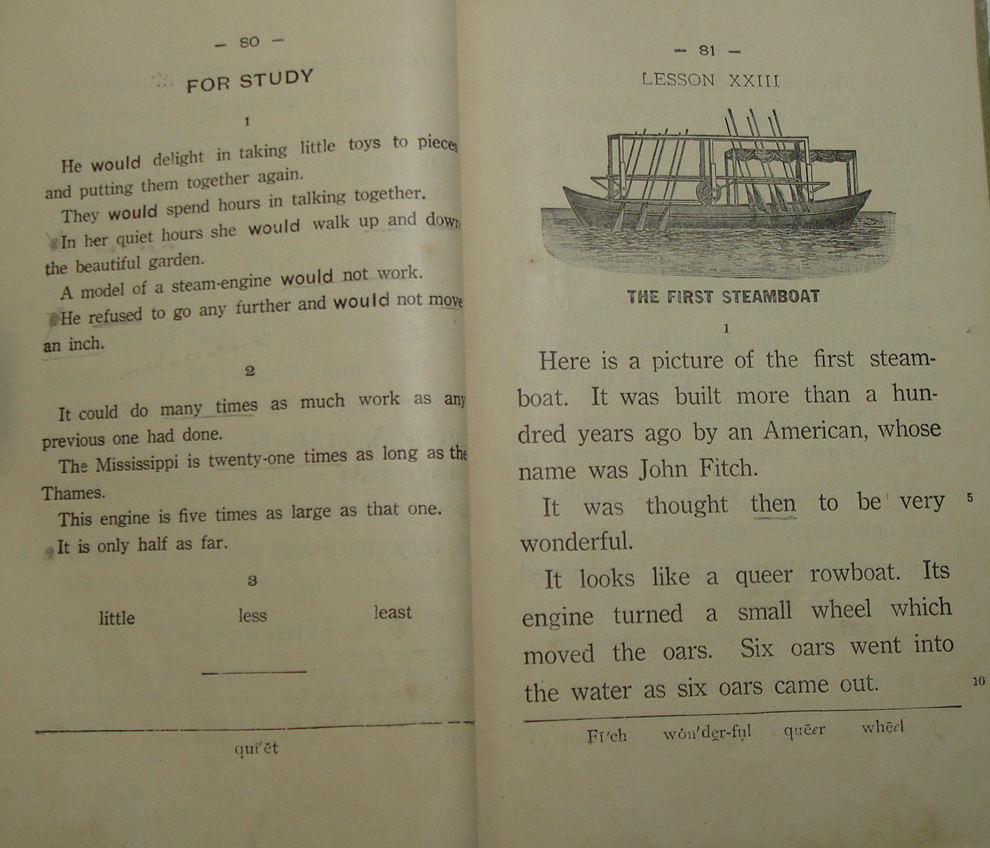 — 80 —
FOR STUDY
1
He would delight in taking little toys to pieces
and putting them together again.
They would spend hours in talking together.
In her quiet hours she would walk up and down
the beautiful garden.
A model of a steam-engine would not work.
He refused to go any further and would not move
an inch.
2
It could do many times as much work as any
previous one had done.
The Mississippi is twenty-one times as long as the
Thames.
This engine is five times as large as that one.
It is only half as far.
3
little less least
qui'ĕt
— 81 —
LESSON XXIII
THE FIRST STEAMBOAT
1
Here is a picture of the first steam-
boat. It was built more than a hun-
dred years ago by an American, whose
name was John Fitch.
It was thought then to be very 5
wonderful.
It looks like a queer rowboat. Its
engine turned a small wheel which
moved the oars. Six oars went into
the water as six oars came out. 10
won'der-ful queer wheel